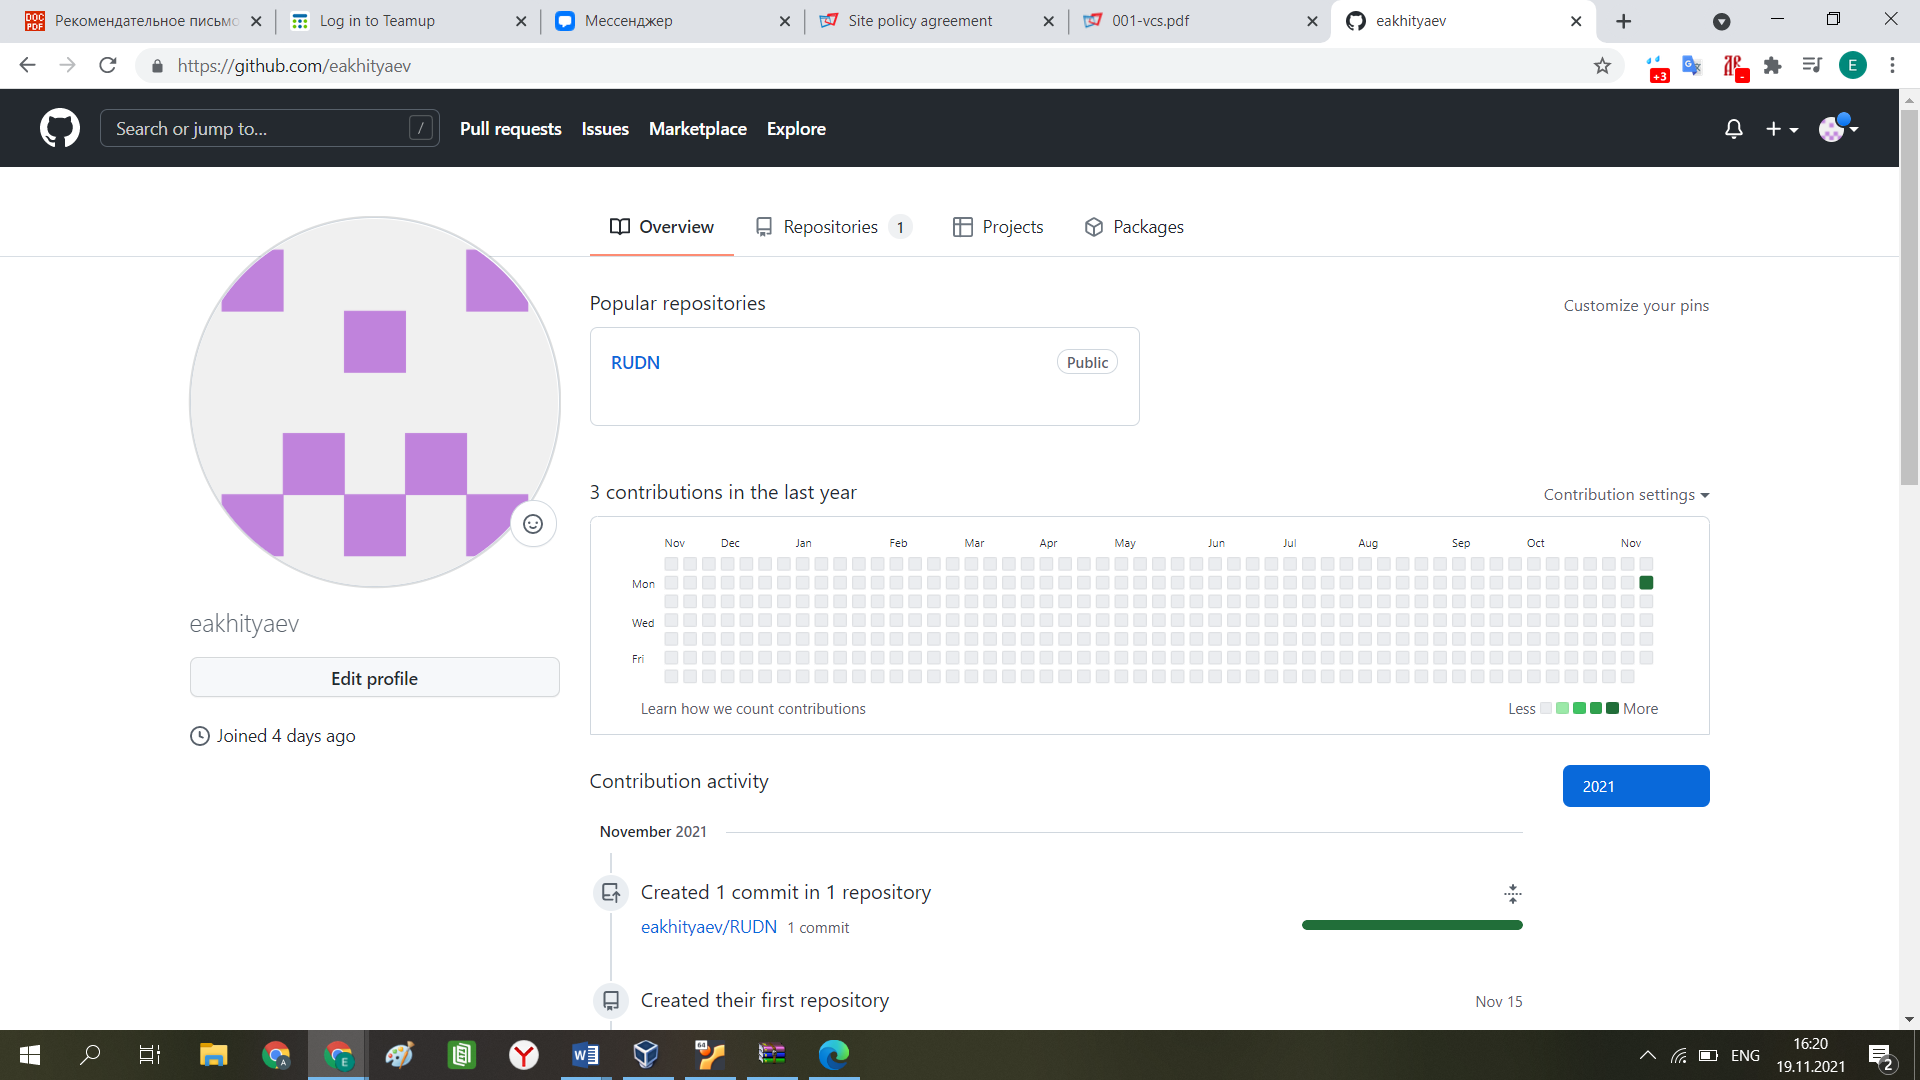 Рекомендательное письмо
Log in to Teamup
Мессенджер
Site policy agreement
001-vcs.pdf
eakhityaev
https://github.com/eakhityaev
+3
E
Search or jump to...
/
Pull requests
Issues
Marketplace
Explore
Overview
Repositories 1
Projects
Packages
Popular repositories
Customize your pins
RUDN
Public
3 contributions in the last year
Contribution settings
Nov Dec Jan Feb Mar Apr May Jun Jul Aug Sep Oct Nov
Mon
Wed
Fri
Learn how we count contributions
Less
More
eakhityaev
Edit profile
Joined 4 days ago
Contribution activity
2021
November 2021
Created 1 commit in 1 repository
eakhityaev/RUDN 1 commit
Created their first repository
Nov 15
ENG
16:20
19.11.2021
2